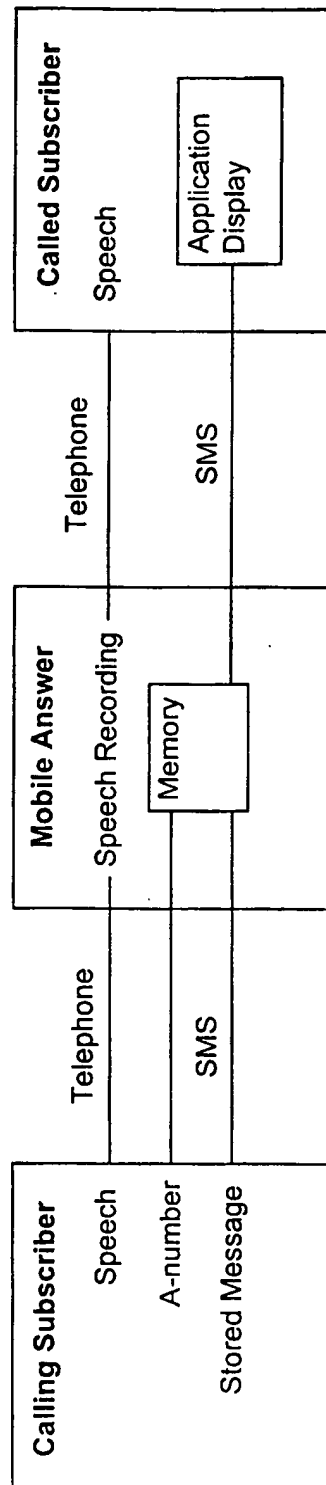 Calling Subscriber
Speech
A-number
Stored Message
Telephone
SMS
Mobile Answer
Speech Recording
Memory
Telephone
SMS
Called Subscriber
Speech
Application
Display